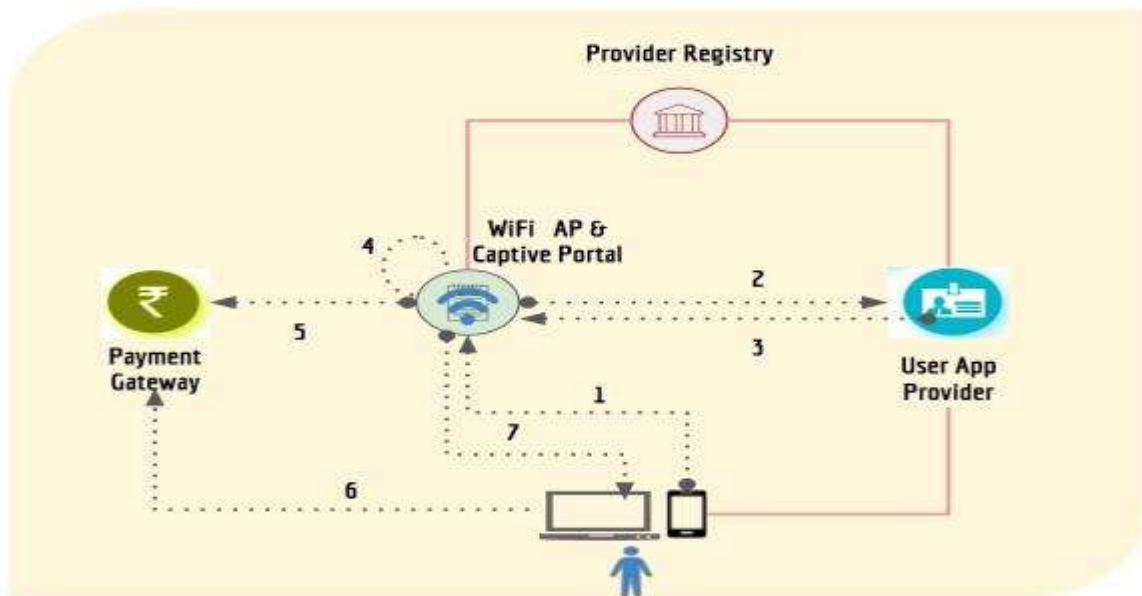 Provider Registry
WiFi AP &
Captive Portal
4
2
₹
5
3
Payment
Gateway
User App
Provider
1
7
6